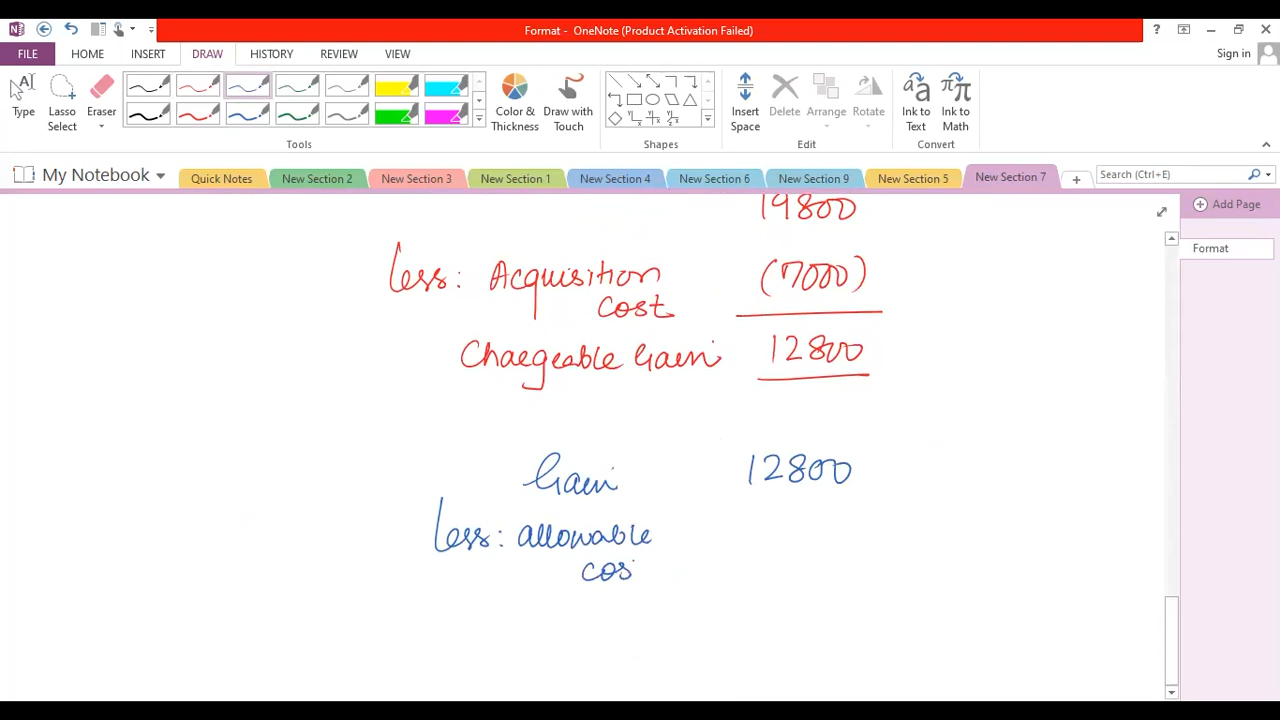 Format - OneNote (Product Activation Failed)
?
FILE HOME INSERT DRAW HISTORY REVIEW VIEW
Sign in
Type
Lasso Select
Eraser
Color & Thickness
Draw with Touch
Insert Space
Delete
Arrange
Rotate
Ink to Text
Ink to Math
Tools
Shapes
Edit
Convert
My Notebook
Quick Notes
New Section 2
New Section 3
New Section 1
New Section 4
New Section 6
New Section 9
New Section 5
New Section 7
Search (Ctrl+E)
Add Page
Format
19800
Less: Acquisition (7000)
cost
Chargeable Gain 12800
Gain 12800
Less: allowable
cos